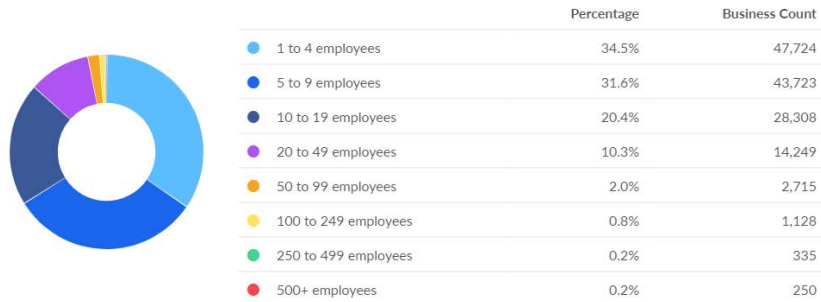 Percentage Business Count
1 to 4 employees 34.5% 47,724
5 to 9 employees 31.6% 43,723
10 to 19 employees 20.4% 28,308
20 to 49 employees 10.3% 14,249
50 to 99 employees 2.0% 2,715
100 to 249 employees 0.8% 1,128
250 to 499 employees 0.2% 335
500+ employees 0.2% 250